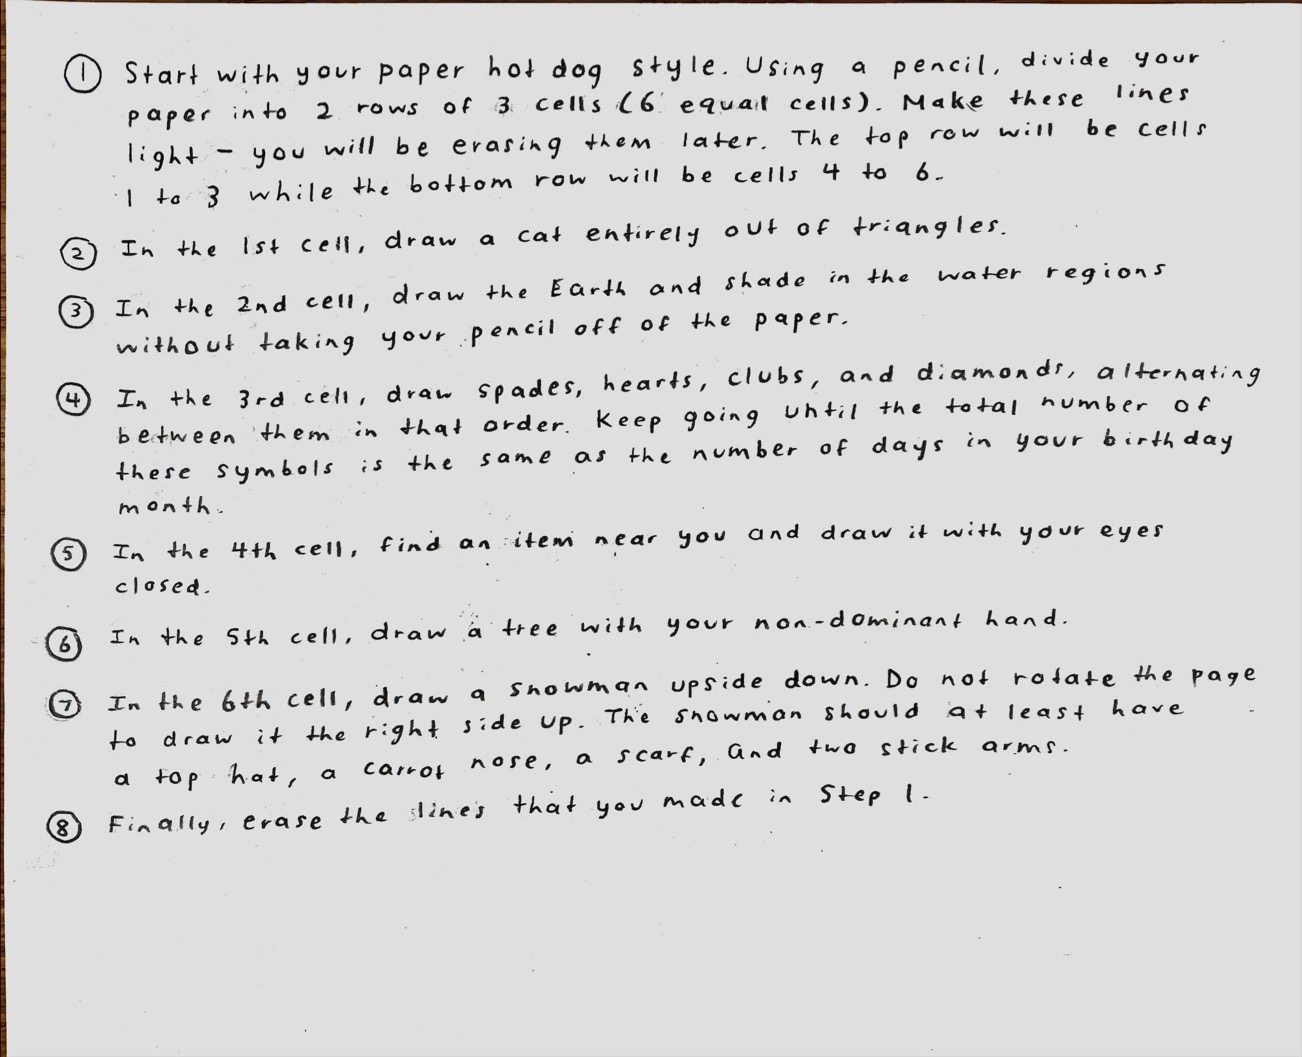 ① Start with your paper hot dog style. Using a pencil, divide your
paper into 2 rows of 3 cells (6 equal cells). Make these lines
light - you will be erasing them later. The top row will be cells
1 to 3 while the bottom row will be cells 4 to 6.
② In the 1st cell, draw a cat entirely out of triangles.
③ In the 2nd cell, draw the Earth and shade in the water regions
without taking your pencil off of the paper.
④ In the 3rd cell, draw spades, hearts, clubs, and diamonds, alternating
between them in that order. Keep going until the total number of
these symbols is the same as the number of days in your birthday
month.
⑤ In the 4th cell, find an item near you and draw it with your eyes
closed.
⑥ In the 5th cell, draw a tree with your non-dominant hand.
⑦ In the 6th cell, draw a snowman upside down. Do not rotate the page
to draw it the right side up. The snowman should at least have
a top hat, a carrot nose, a scarf, and two stick arms.
⑧ Finally, erase the lines that you made in Step 1.